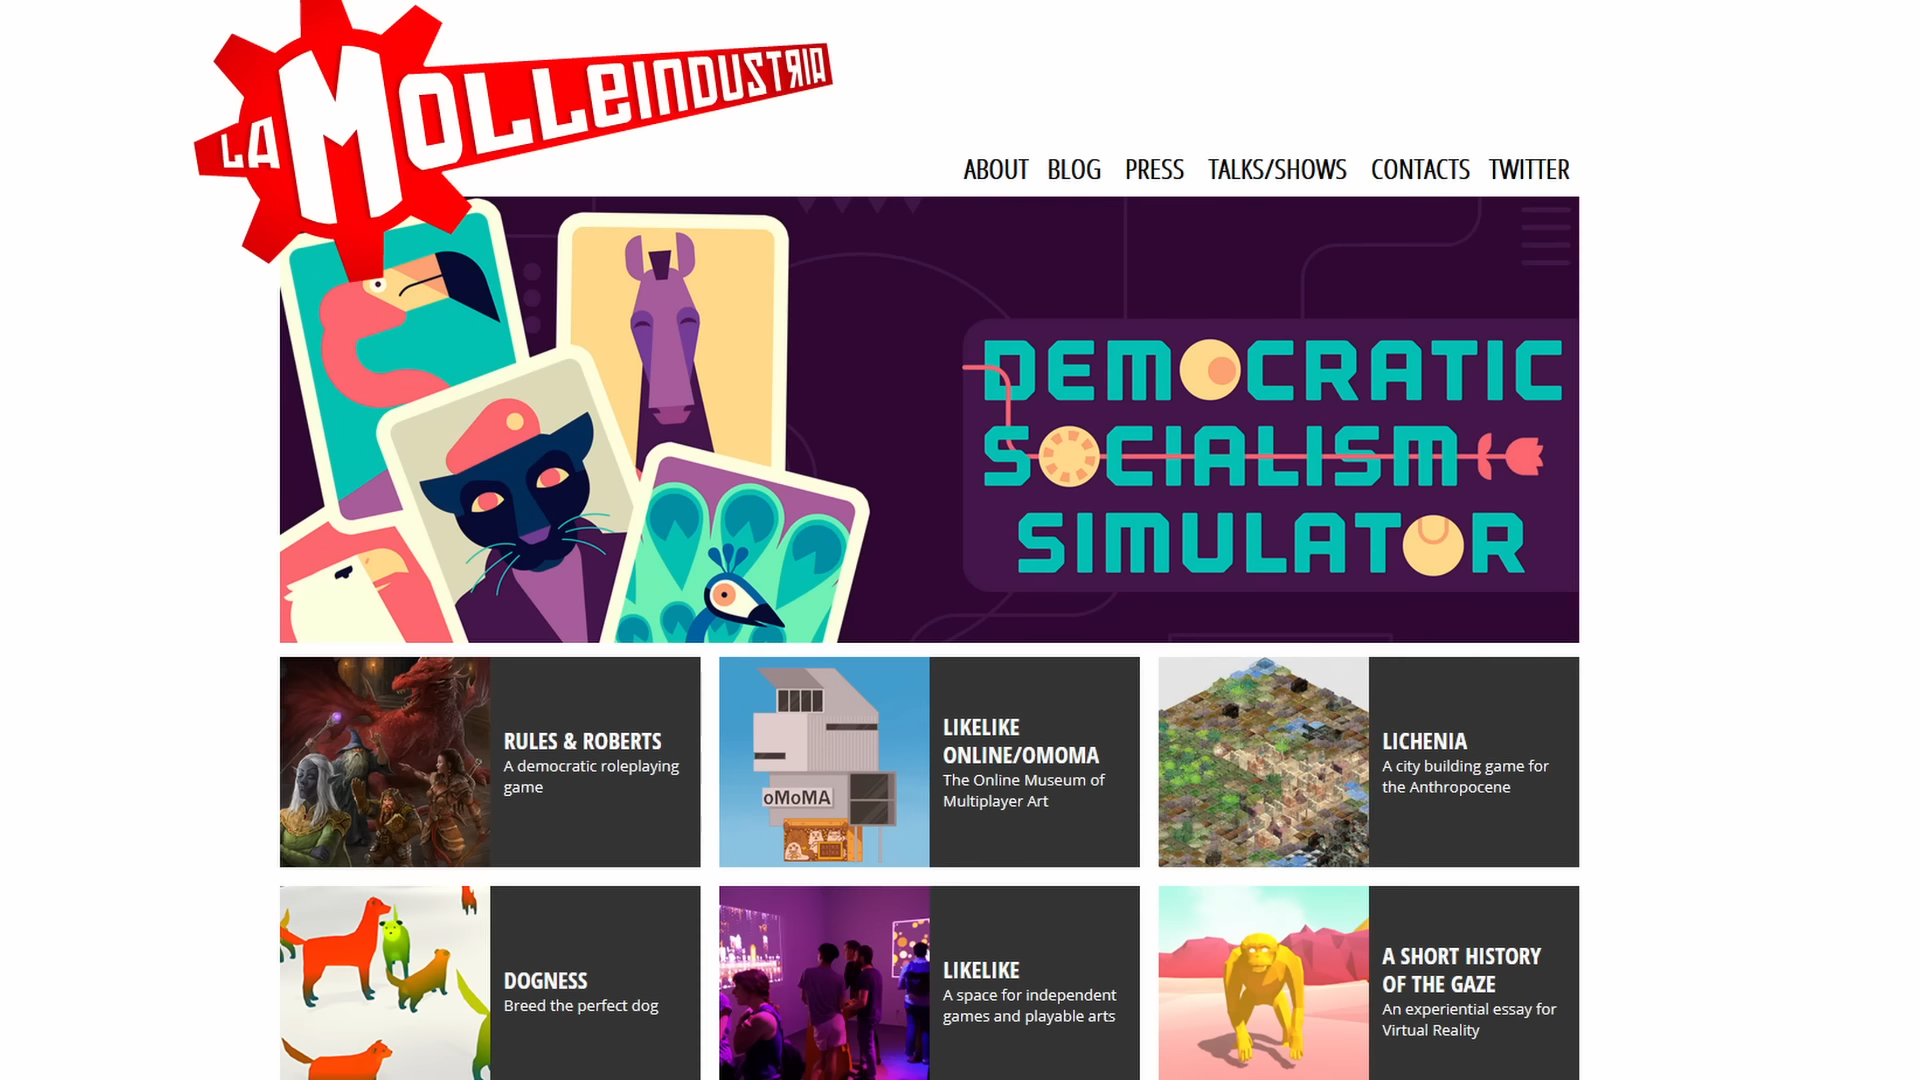 LA MOLLEINDUSTRIA
ABOUT BLOG PRESS TALKS/SHOWS CONTACTS TWITTER
DEMOCRATIC
SOCIALISM
SIMULATOR
RULES & ROBERTS
A democratic roleplaying
game
oMoMA
LIKELIKE
ONLINE/OMOMA
The Online Museum of
Multiplayer Art
LICHENIA
A city building game for
the Anthropocene
DOGNESS
Breed the perfect dog
LIKELIKE
A space for independent
games and playable arts
A SHORT HISTORY
OF THE GAZE
An experiential essay for
Virtual Reality